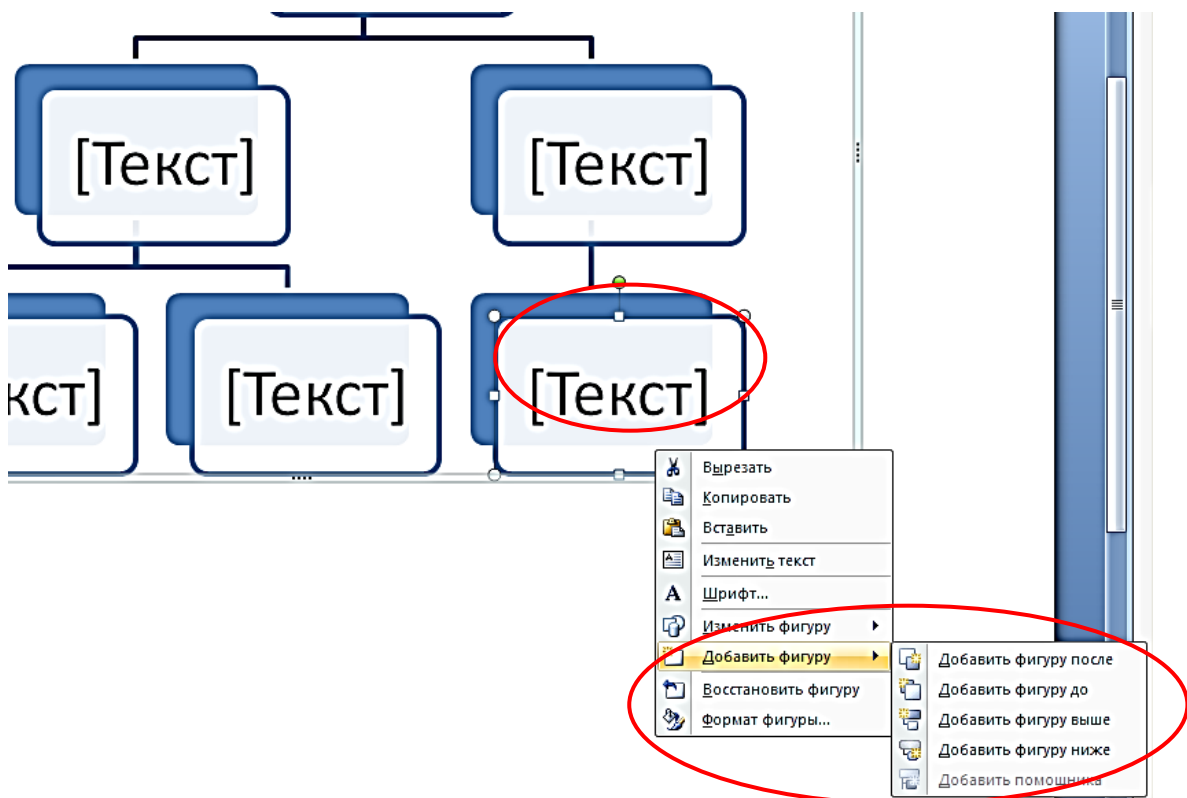 [Текст]
[Текст]
кст]
[Текст]
[Текст]
Вырезать
Копировать
Вставить
Изменить текст
Шрифт...
Изменить фигуру
Добавить фигуру
Восстановить фигуру
Формат фигуры...
Добавить фигуру после
Добавить фигуру до
Добавить фигуру выше
Добавить фигуру ниже
Добавить помощника